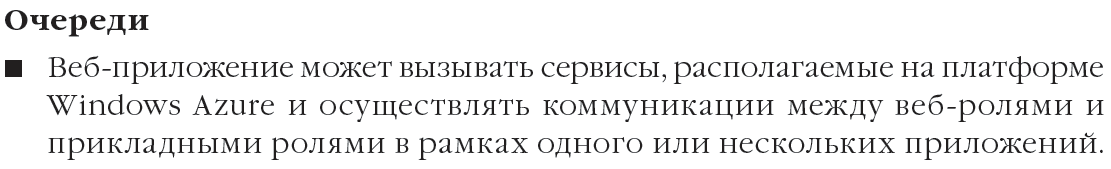 Очереди
■ Веб-приложение может вызывать сервисы, располагаемые на платформе
Windows Azure и осуществлять коммуникации между веб-ролями и
прикладными ролями в рамках одного или нескольких приложений.